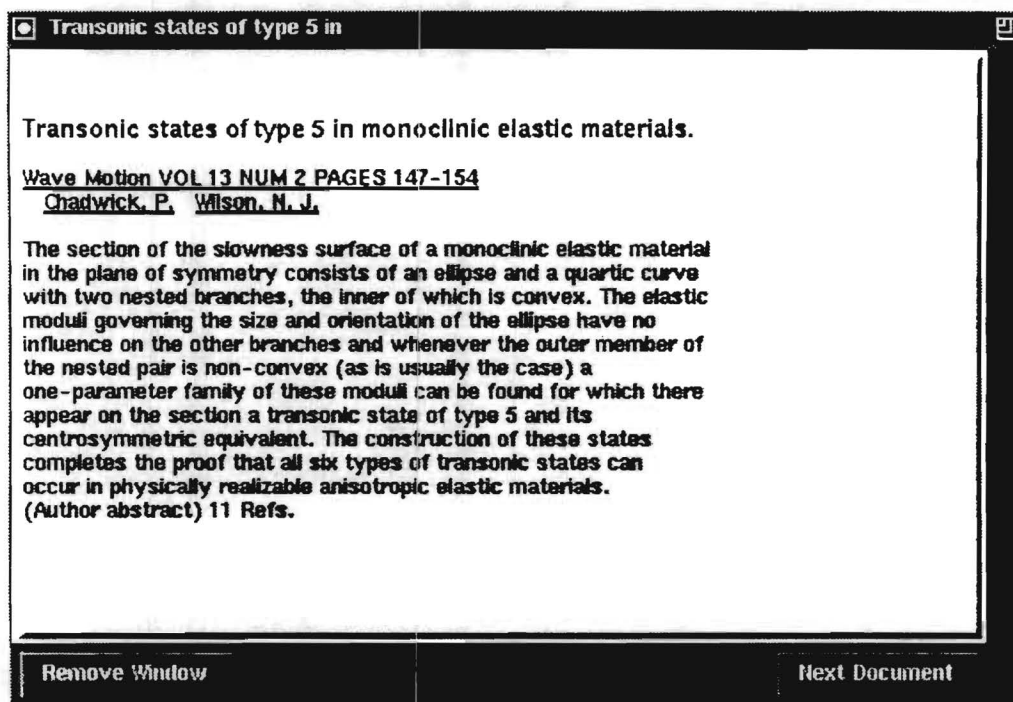 Transonic states of type 5 in
Transonic states of type 5 in monoclinic elastic materials.
Wave Motion VOL 13 NUM 2 PAGES 147-154
Chadwick, P. Wilson, N. J.
The section of the slowness surface of a monoclinic elastic material
in the plane of symmetry consists of an ellipse and a quartic curve
with two nested branches, the inner of which is convex. The elastic
moduli governing the size and orientation of the ellipse have no
influence on the other branches and whenever the outer member of
the nested pair is non-convex (as is usually the case) a
one-parameter family of these moduli can be found for which there
appear on the section a transonic state of type 5 and its
centrosymmetric equivalent. The construction of these states
completes the proof that all six types of transonic states can
occur in physically realizable anisotropic elastic materials.
(Author abstract) 11 Refs.
Remove Window Next Document